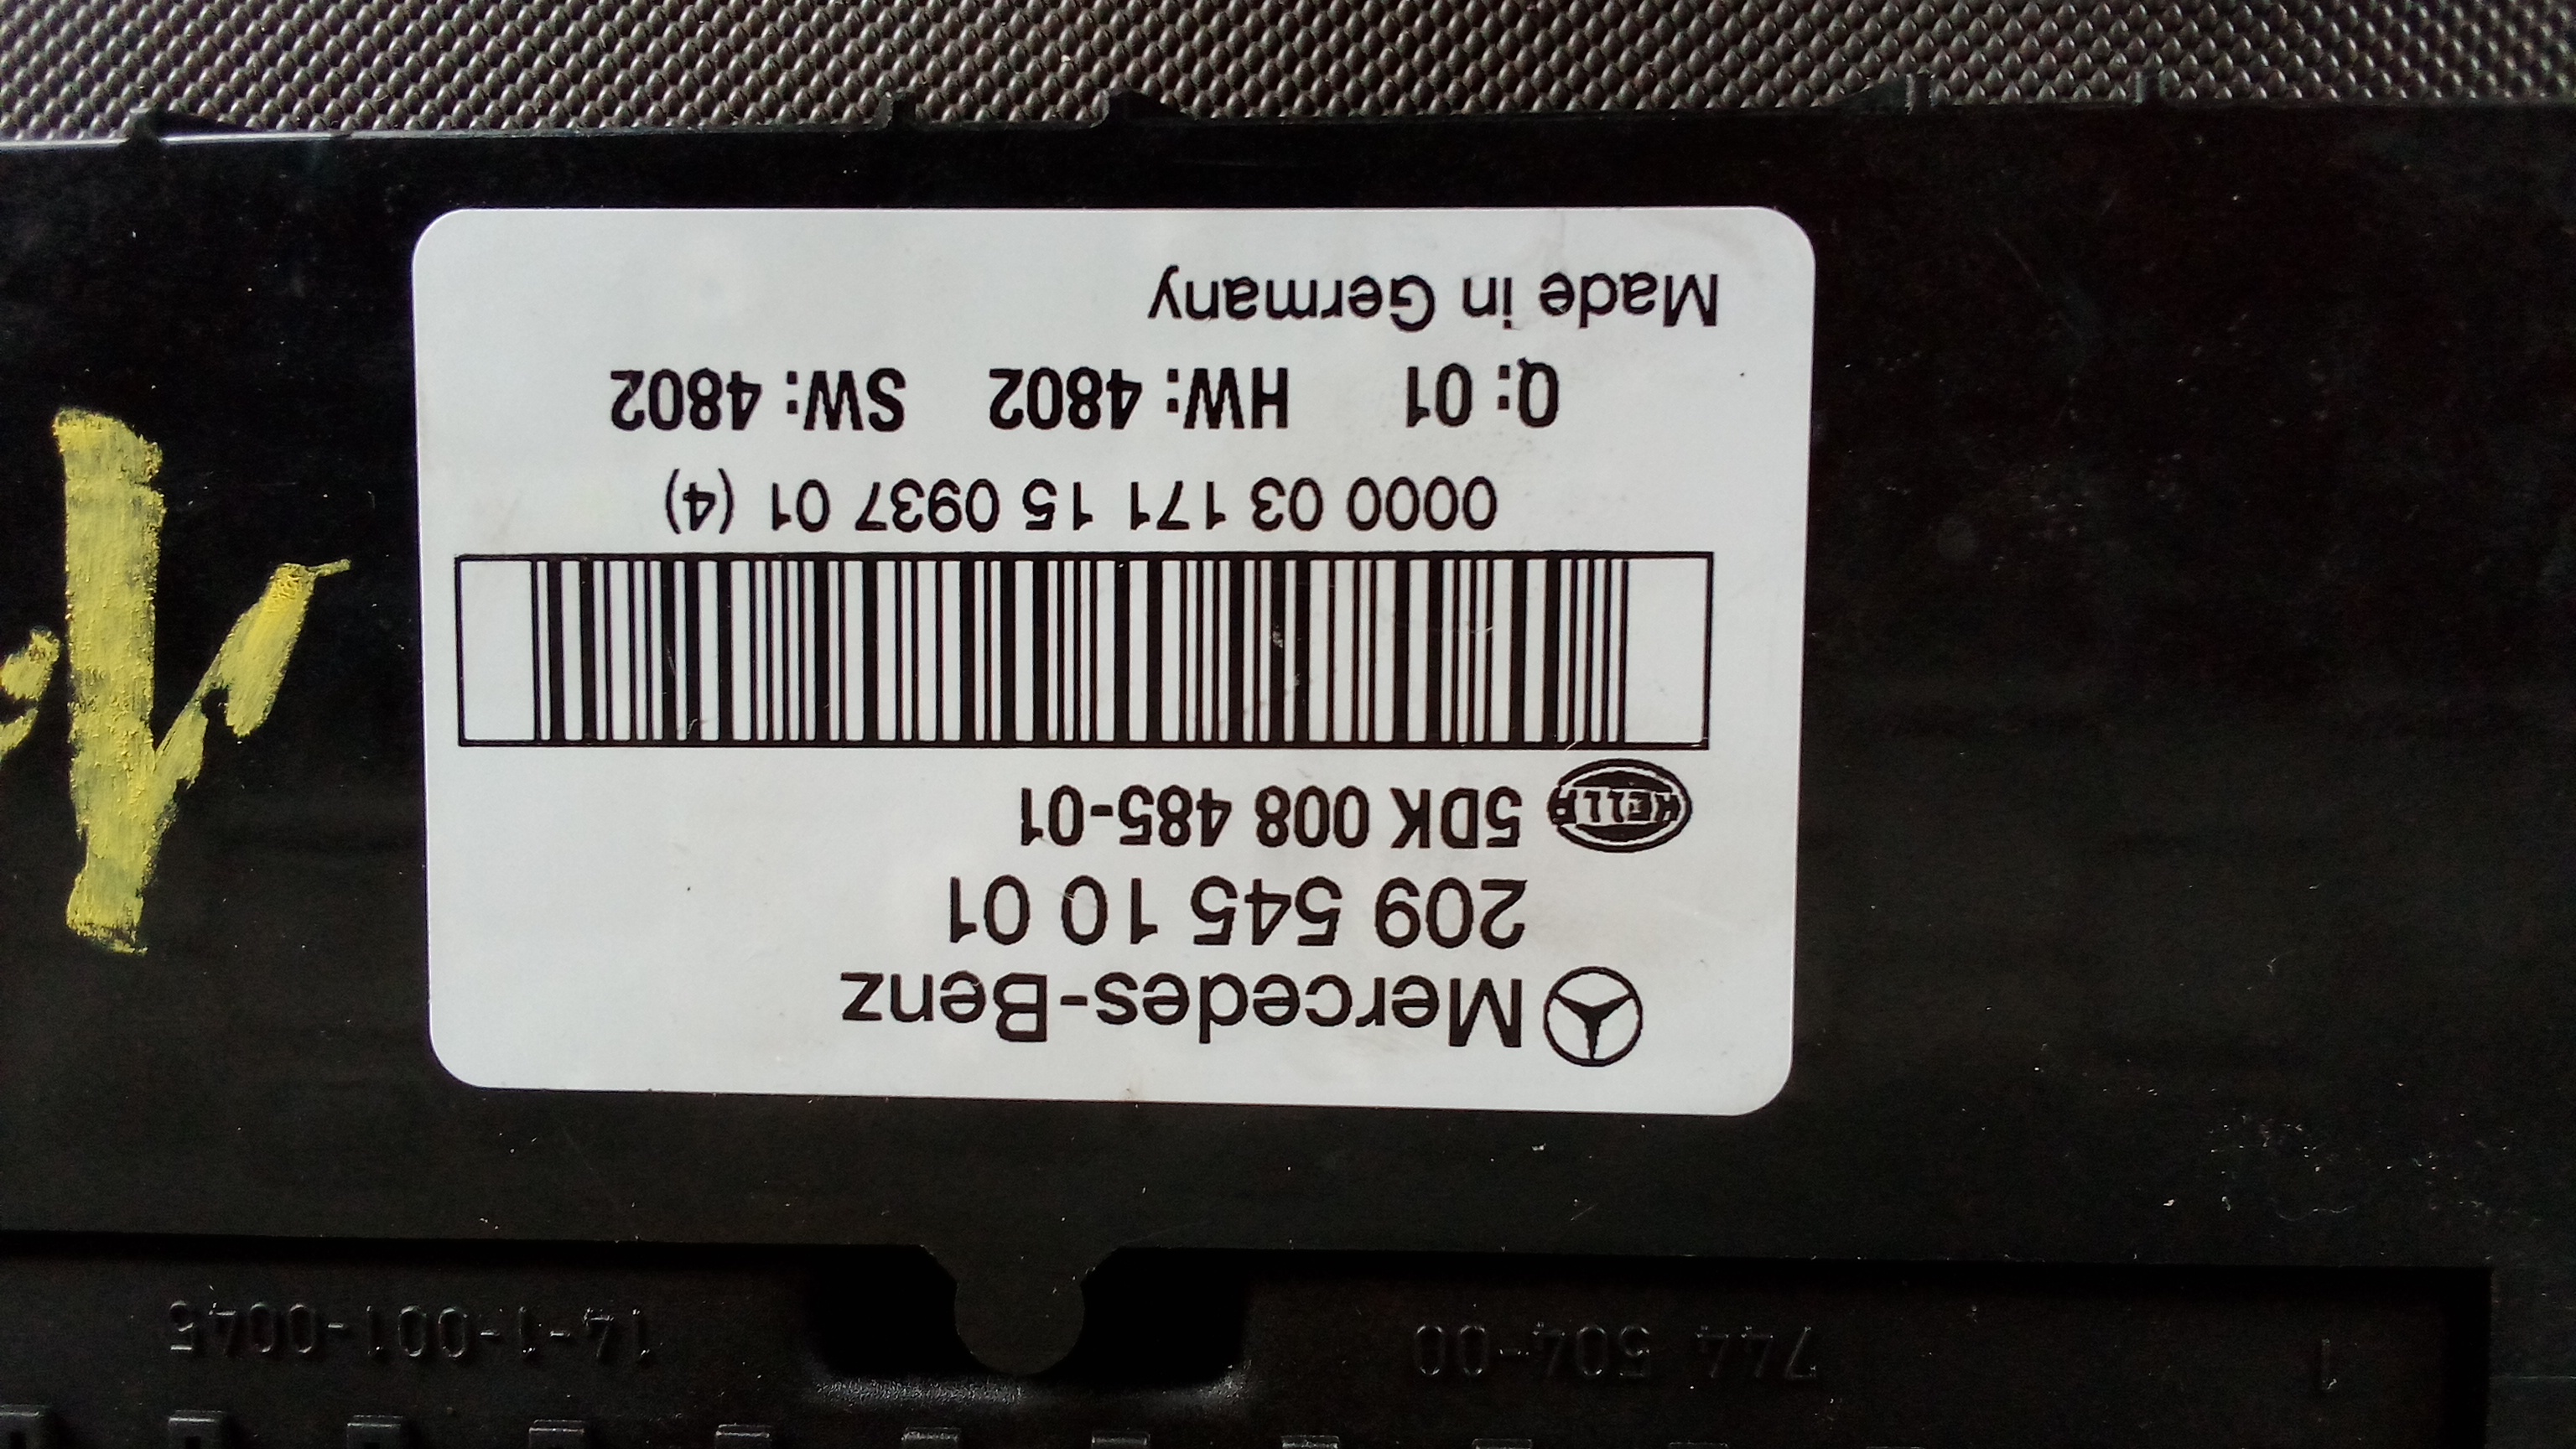 Mercedes-Benz
209 545 10 01
HELLA 5DK 008 485-01
0000 03 171 15 0937 01 (4)
Q: 01 HW: 4802 SW: 4802
Made in Germany
1 744 504-00 14-1-001-0045